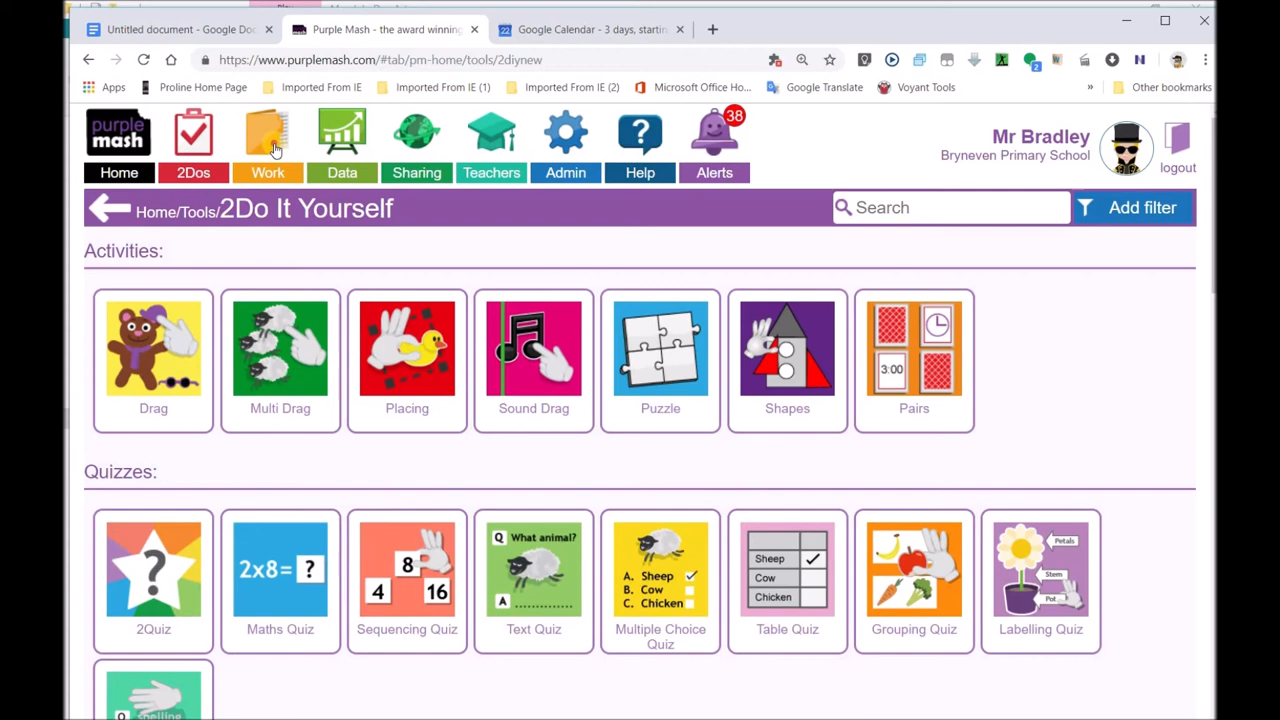 Untitled document - Google Doc
Purple Mash - the award winning
Google Calendar - 3 days, startin
https://www.purplemash.com/#tab/pm-home/tools/2diynew
Apps
Proline Home Page
Imported From IE
Imported From IE (1)
Imported From IE (2)
Microsoft Office Ho...
Google Translate
Voyant Tools
Other bookmarks
purple mash
38
Mr Bradley
Bryneven Primary School
logout
Home
2Dos
Work
Data
Sharing
Teachers
Admin
Help
Alerts
Home/Tools/2Do It Yourself
Search
Add filter
Activities:
3:00
Drag
Multi Drag
Placing
Sound Drag
Puzzle
Shapes
Pairs
Quizzes:
?
2x8= ?
8
4
16
Q What animal?
A ...............
A. Sheep
B. Cow
C. Chicken
Sheep
Cow
Chicken
Petals
Stem
Pot
2Quiz
Maths Quiz
Sequencing Quiz
Text Quiz
Multiple Choice Quiz
Table Quiz
Grouping Quiz
Labelling Quiz
Q spelling